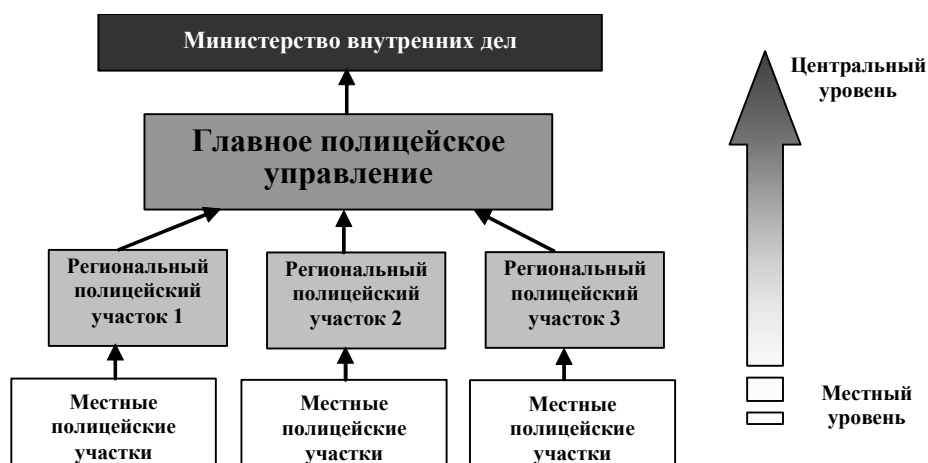 Министерство внутренних дел
Центральный
уровень
Главное полицейское
управление
Региональный
полицейский
участок 1
Региональный
полицейский
участок 2
Региональный
полицейский
участок 3
Местные
полицейские
участки
Местные
полицейские
участки
Местные
полицейские
участки
Местный
уровень